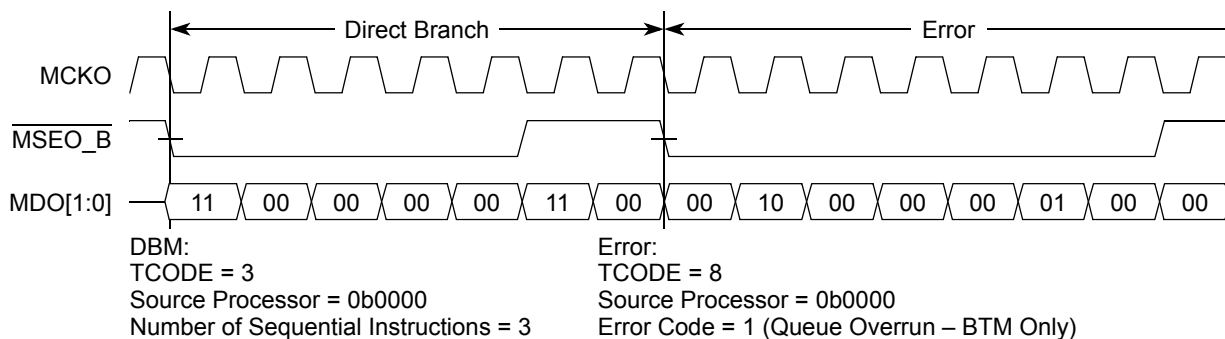 Direct Branch Error
MCKO
MSEO_B
MDO[1:0] 11 00 00 00 00 11 00 00 10 00 00 00 01 00 00
DBM:
TCODE = 3
Source Processor = 0b0000
Number of Sequential Instructions = 3
Error:
TCODE = 8
Source Processor = 0b0000
Error Code = 1 (Queue Overrun – BTM Only)